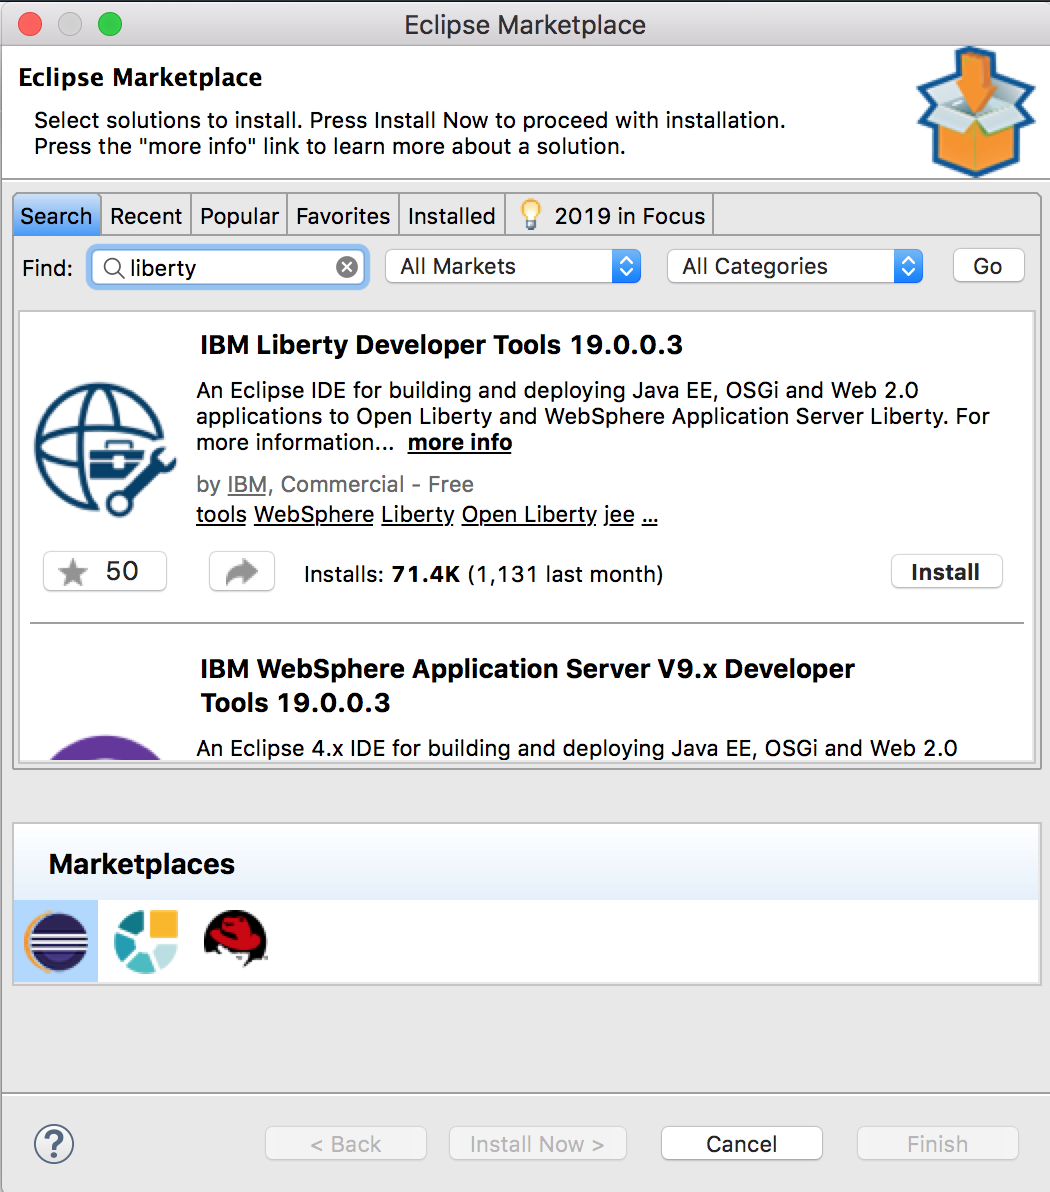 Eclipse Marketplace
Eclipse Marketplace
Select solutions to install. Press Install Now to proceed with installation.
Press the "more info" link to learn more about a solution.
Search Recent Popular Favorites Installed 2019 in Focus
Find: liberty All Markets All Categories Go
IBM Liberty Developer Tools 19.0.0.3
An Eclipse IDE for building and deploying Java EE, OSGi and Web 2.0
applications to Open Liberty and WebSphere Application Server Liberty. For
more information... more info
by IBM, Commercial - Free
tools WebSphere Liberty Open Liberty jee ...
50 Installs: 71.4K (1,131 last month) Install
IBM WebSphere Application Server V9.x Developer
Tools 19.0.0.3
An Eclipse 4.x IDE for building and deploying Java EE, OSGi and Web 2.0
Marketplaces
? < Back Install Now > Cancel Finish